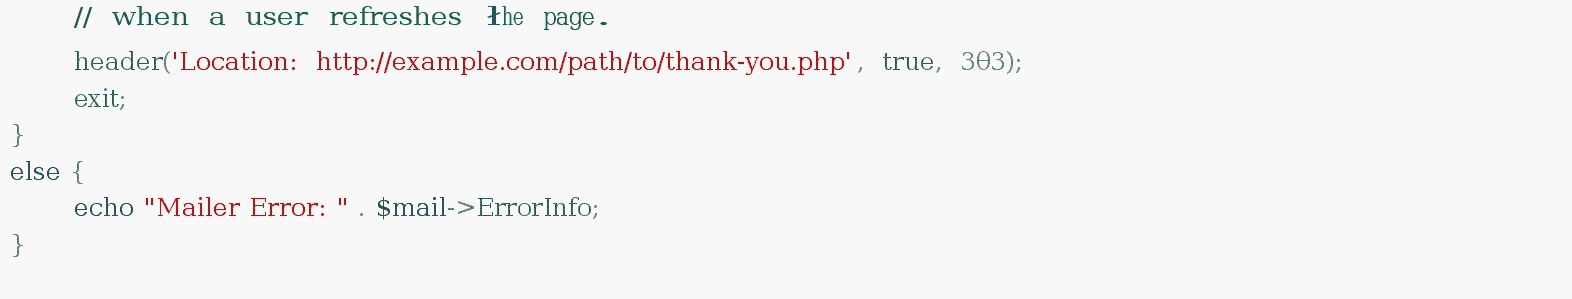 // when a user refreshes the page.
header('Location: http://example.com/path/to/thank-you.php', true, 303);
exit;
}
else {
echo "Mailer Error: " . $mail->ErrorInfo;
}